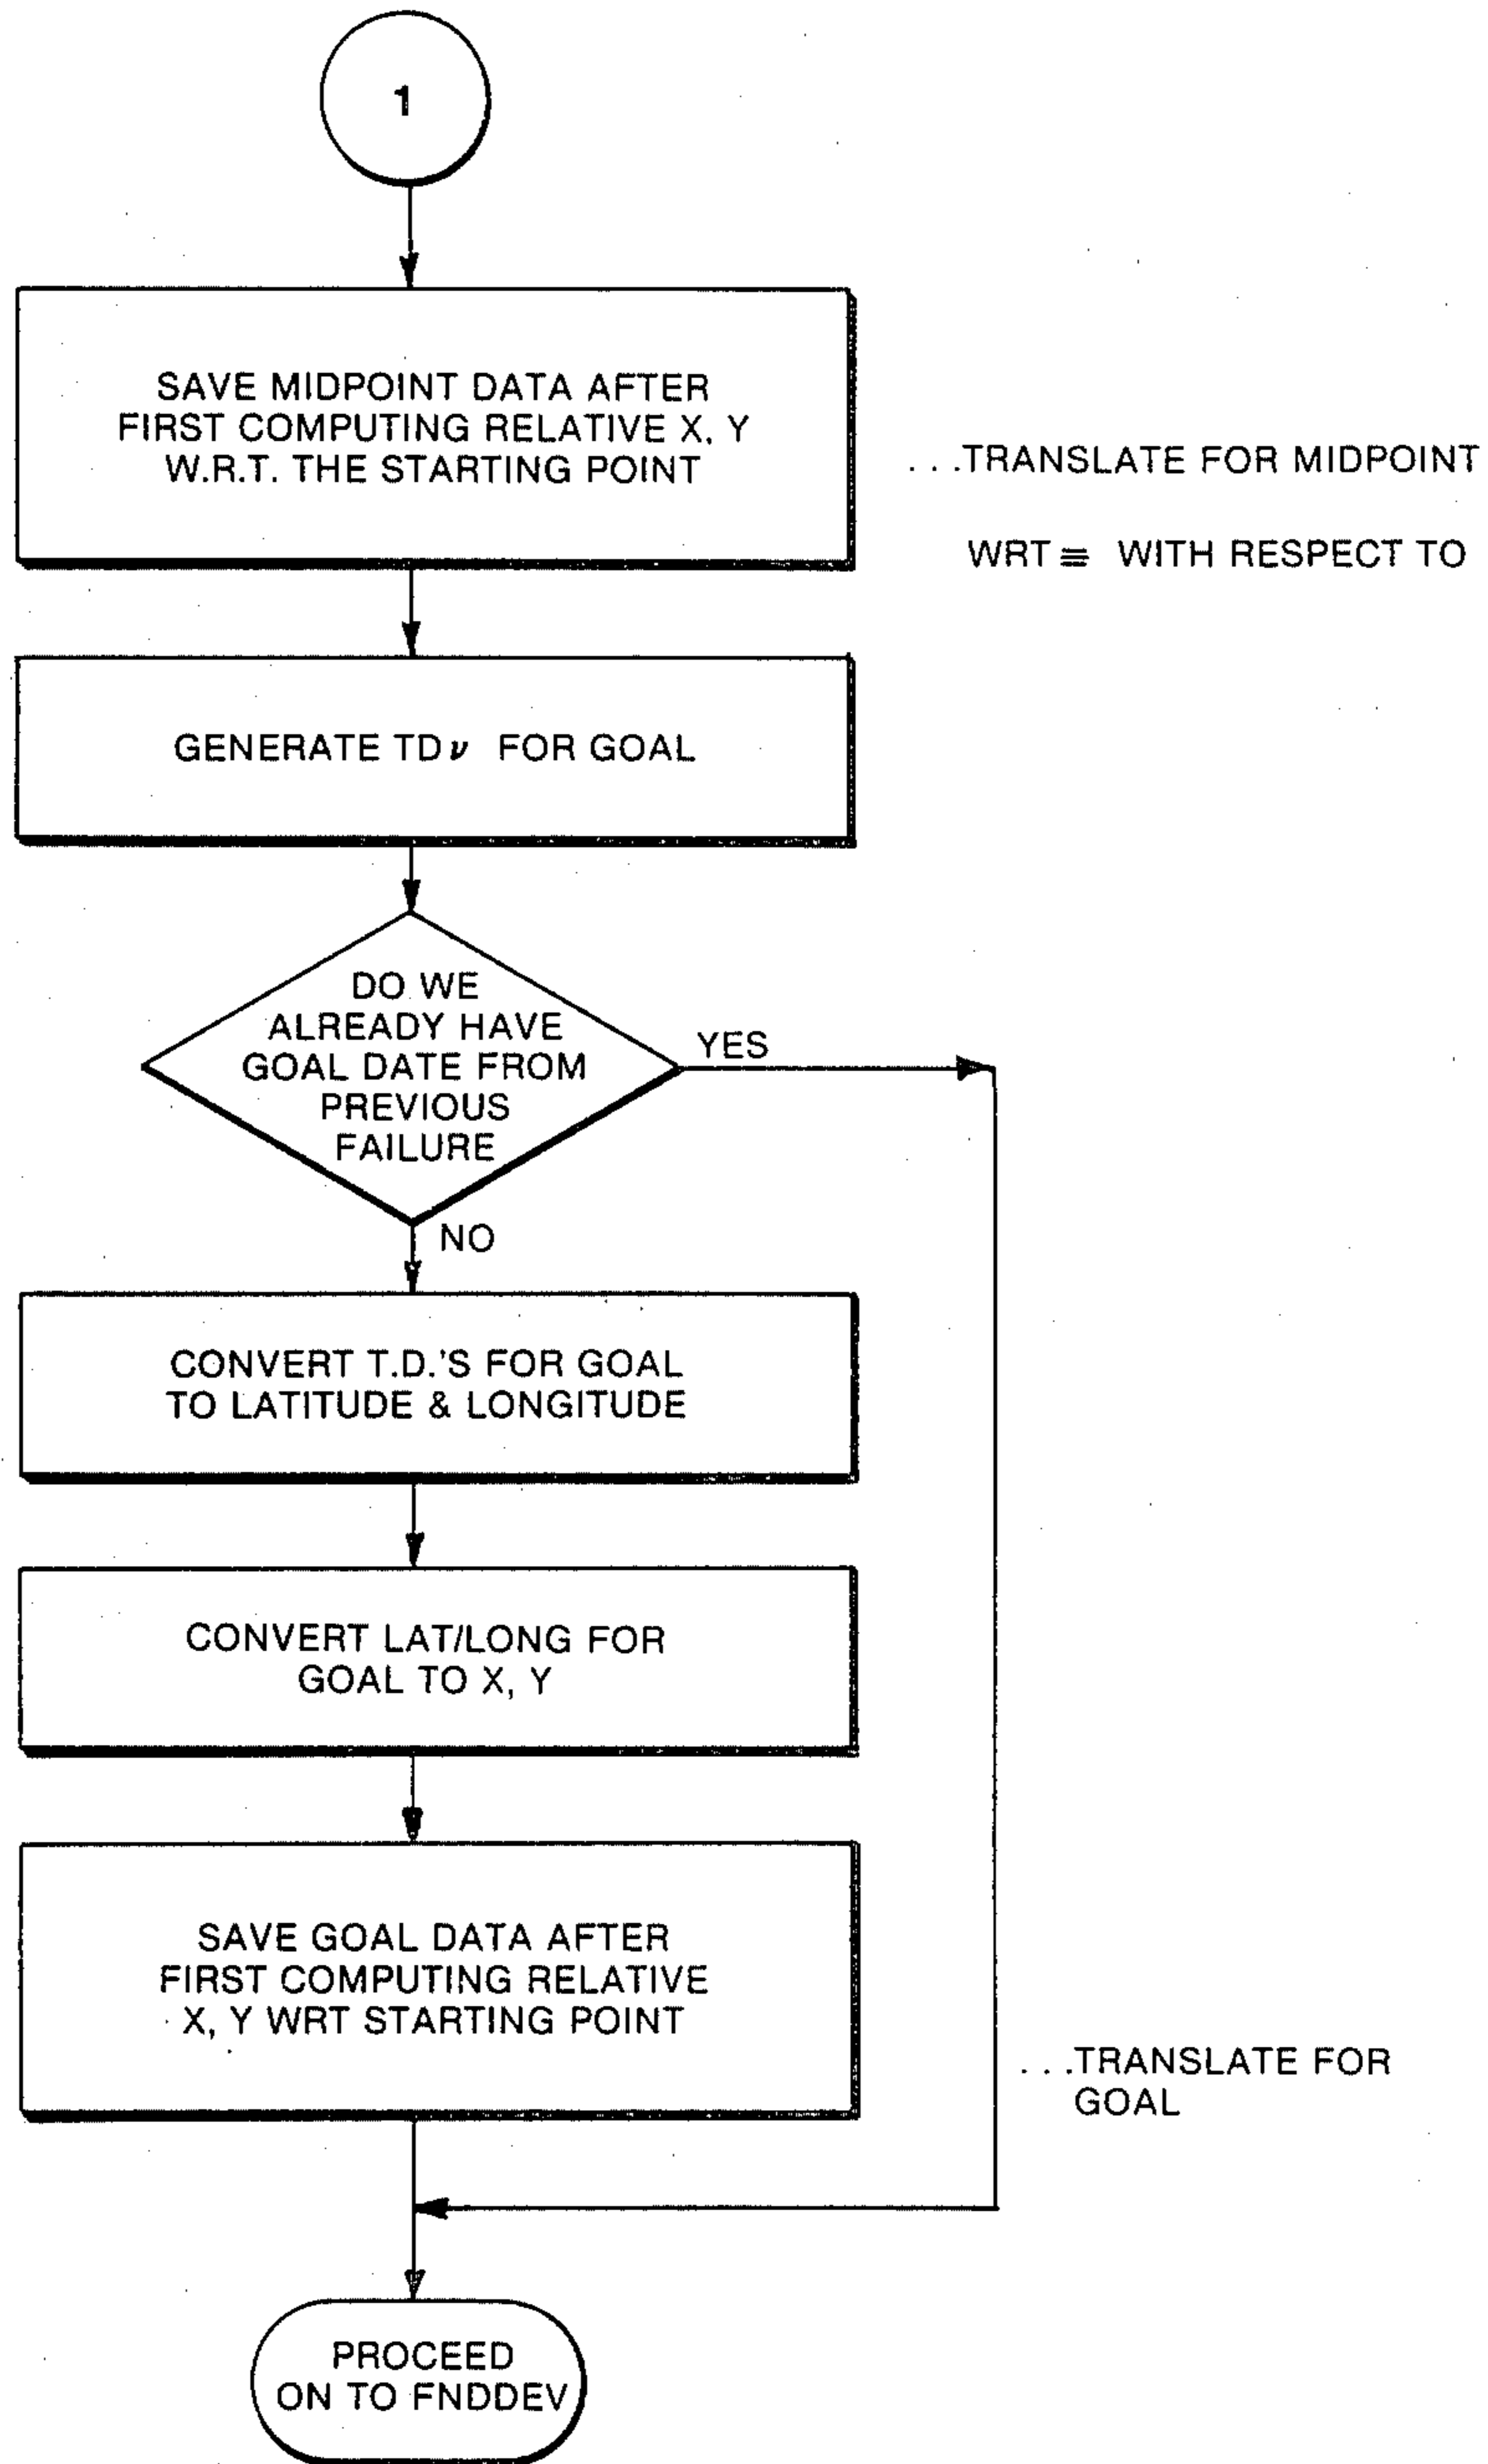 1
SAVE MIDPOINT DATA AFTER
FIRST COMPUTING RELATIVE X, Y
W.R.T. THE STARTING POINT
...TRANSLATE FOR MIDPOINT
WRT ≡ WITH RESPECT TO
GENERATE TDν FOR GOAL
DO WE
ALREADY HAVE
GOAL DATE FROM
PREVIOUS
FAILURE
YES
NO
CONVERT T.D.'S FOR GOAL
TO LATITUDE & LONGITUDE
CONVERT LAT/LONG FOR
GOAL TO X, Y
SAVE GOAL DATA AFTER
FIRST COMPUTING RELATIVE
X, Y WRT STARTING POINT
...TRANSLATE FOR
GOAL
PROCEED
ON TO FNDDEV